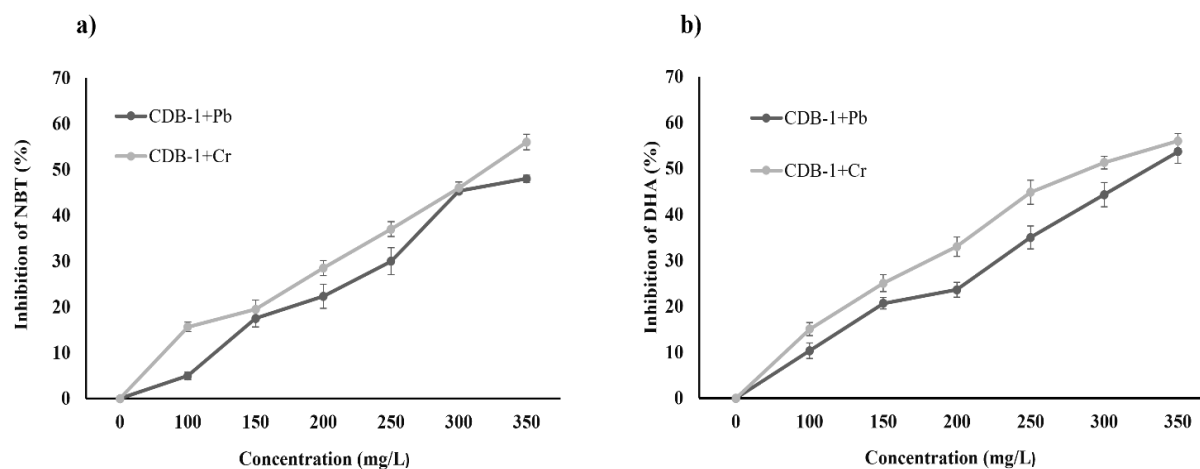 a)
Inhibition of NBT (%)
70
60
50
40
30
20
10
0
CDB-1+Pb
CDB-1+Cr
0 100 150 200 250 300 350
Concentration (mg/L)
b)
Inhibition of DHA (%)
70
60
50
40
30
20
10
0
CDB-1+Pb
CDB-1+Cr
0 100 150 200 250 300 350
Concentration (mg/L)